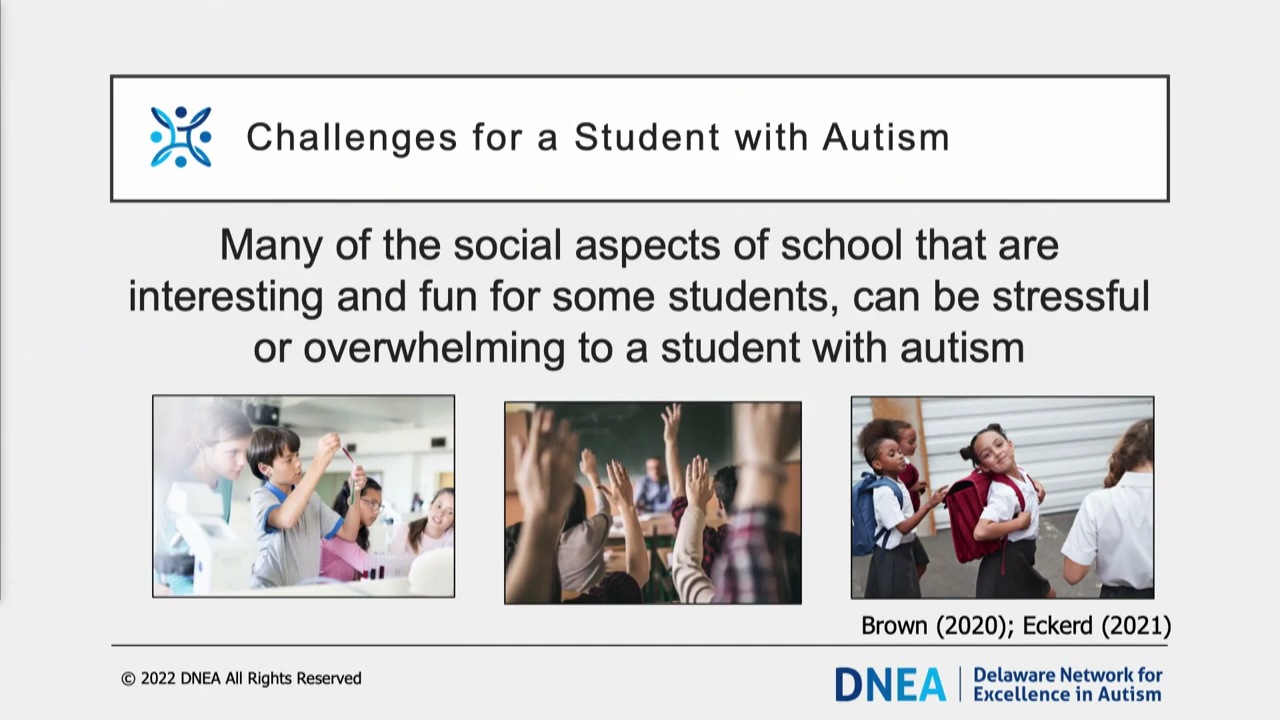 Challenges for a Student with Autism
Many of the social aspects of school that are
interesting and fun for some students, can be stressful
or overwhelming to a student with autism
Brown (2020); Eckerd (2021)
© 2022 DNEA All Rights Reserved
DNEA
Delaware Network for
Excellence in Autism